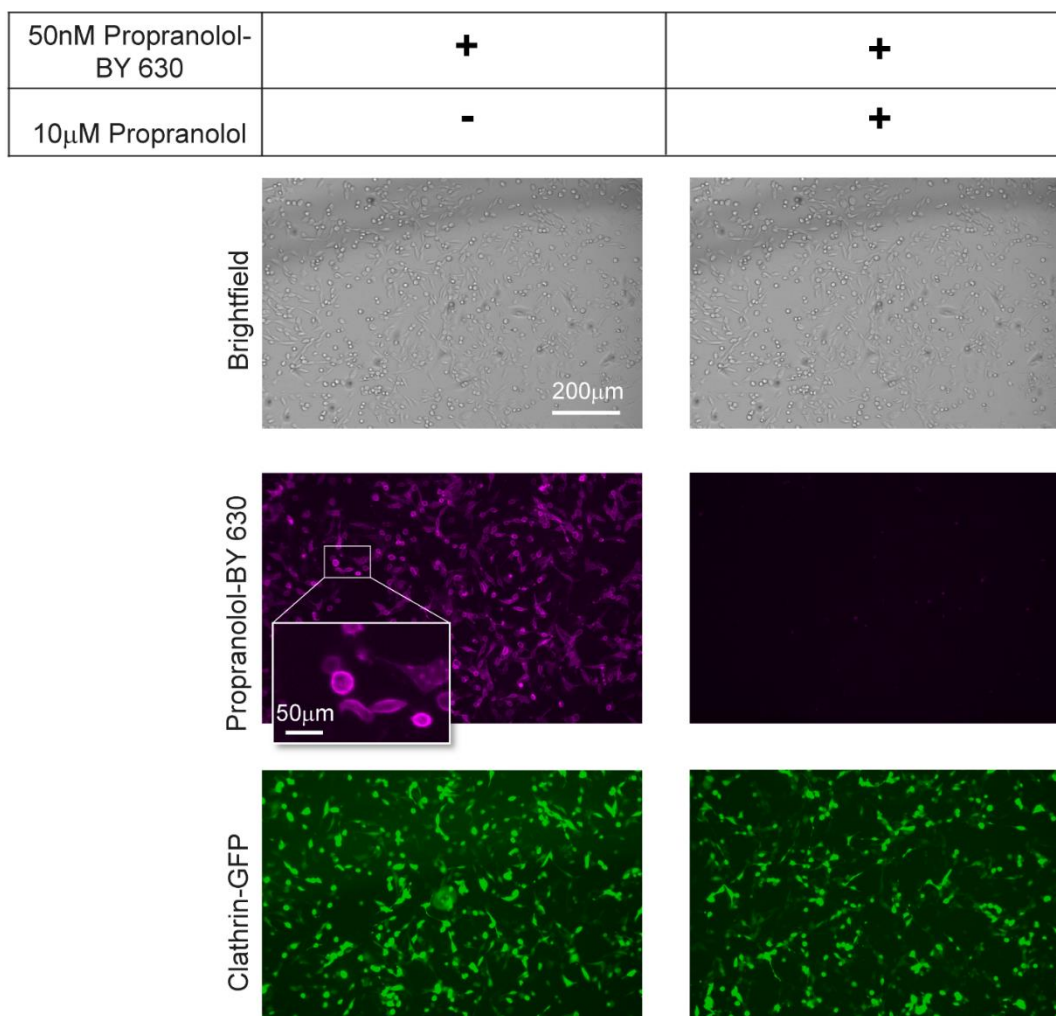 50nM Propranolol-
BY 630
+
+
10μM Propranolol
-
+
Brightfield
200μm
Propranolol-BY 630
50μm
Clathrin-GFP